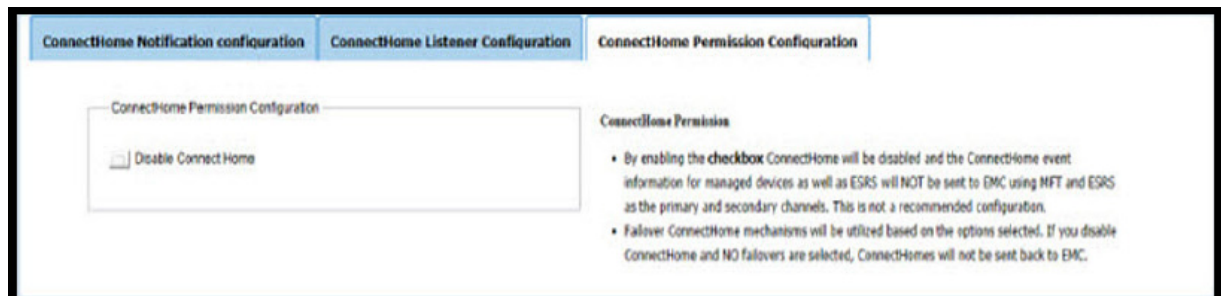 ConnectHome Notification configuration
ConnectHome Listener Configuration
ConnectHome Permission Configuration
ConnectHome Permission Configuration
Disable Connect Home
ConnectHome Permission
• By enabling the checkbox ConnectHome will be disabled and the ConnectHome event
information for managed devices as well as ESRS will NOT be sent to EMC using MFT and ESRS
as the primary and secondary channels. This is not a recommended configuration.
• Failover ConnectHome mechanisms will be utilized based on the options selected. If you disable
ConnectHome and NO failovers are selected, ConnectHomes will not be sent back to EMC.